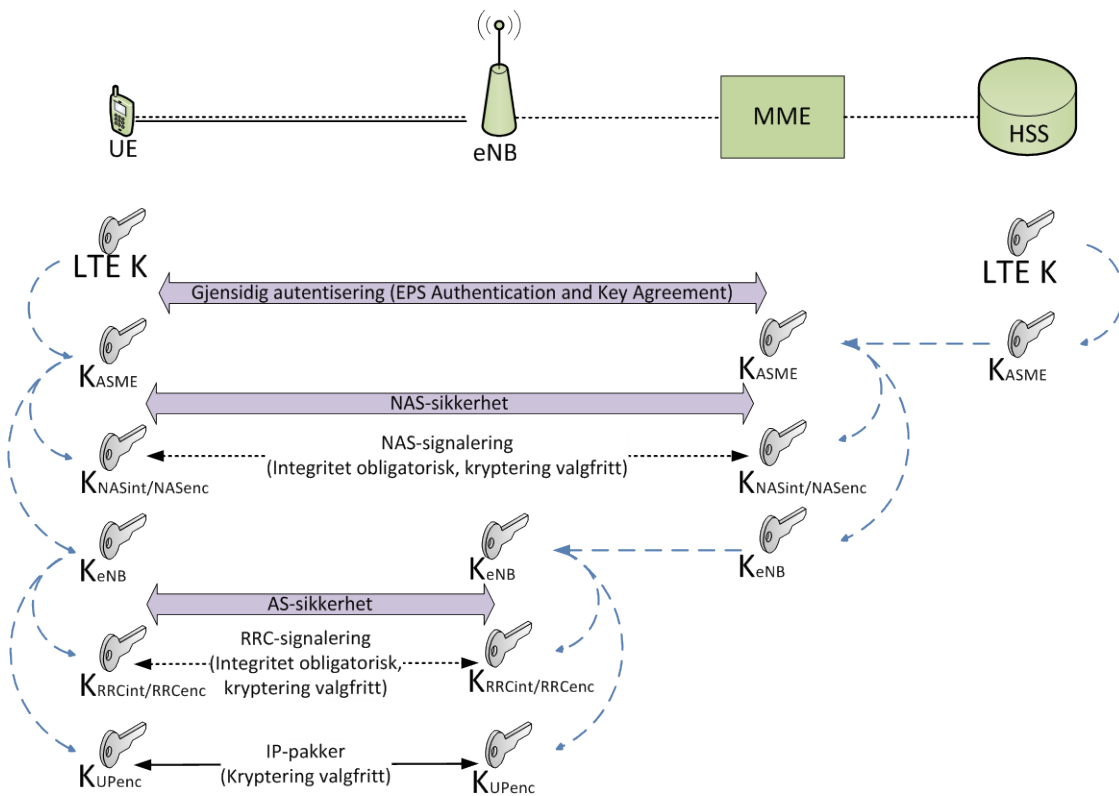 UE
eNB
MME
HSS
LTE K
LTE K
Gjensidig autentisering (EPS Authentication and Key Agreement)
KASME
KASME
KASME
NAS-sikkerhet
NAS-signalering
(Integritet obligatorisk, kryptering valgfritt)
KNASint/NASenc
KNASint/NASenc
KeNB
KeNB
KeNB
AS-sikkerhet
RRC-signalering
(Integritet obligatorisk,
kryptering valgfritt)
KRRCint/RRCenc
KRRCint/RRCenc
IP-pakker
(Kryptering valgfritt)
KUPenc
KUPenc